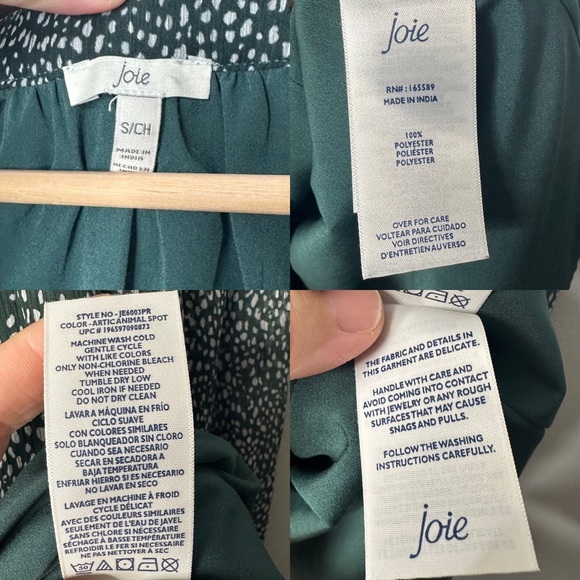 joie
S/CH
MADE IN
INDIA
HECHO EN
joie
RN# : 165589
MADE IN INDIA
100%
POLYESTER
POLIÉSTER
POLYESTER
OVER FOR CARE
VOLTEAR PARA CUIDADO
VOIR DIRECTIVES
D'ENTRETIEN AU VERSO
STYLE NO - JE6003PR
COLOR - ARTIC ANIMAL SPOT
UPC# 196597090873
MACHINE WASH COLD
GENTLE CYCLE
WITH LIKE COLORS
ONLY NON-CHLORINE BLEACH
WHEN NEEDED
TUMBLE DRY LOW
COOL IRON IF NEEDED
DO NOT DRY CLEAN
LAVAR A MÁQUINA EN FRÍO
CICLO SUAVE
CON COLORES SIMILARES
SOLO BLANQUEADOR SIN CLORO
CUANDO SEA NECESARIO
SECAR EN SECADORA A
BAJA TEMPERATURA
ENFRIAR HIERRO SI ES NECESARIO
NO LAVAR EN SECO
LAVAGE EN MACHINE À FROID
CYCLE DÉLICAT
AVEC DES COULEURS SIMILAIRES
SEULEMENT DE L'EAU DE JAVEL
SANS CHLORE SI NÉCESSAIRE
SÉCHAGE À BASSE TEMPÉRATURE
REFROIDIR LE FER SI NÉCESSAIRE
NE PAS NETTOYER À SEC
30
THE FABRIC AND DETAILS IN
THIS GARMENT ARE DELICATE.
HANDLE WITH CARE AND
AVOID COMING INTO CONTACT
WITH JEWELRY OR ANY ROUGH
SURFACES THAT MAY CAUSE
SNAGS AND PULLS.
FOLLOW THE WASHING
INSTRUCTIONS CAREFULLY.
joie